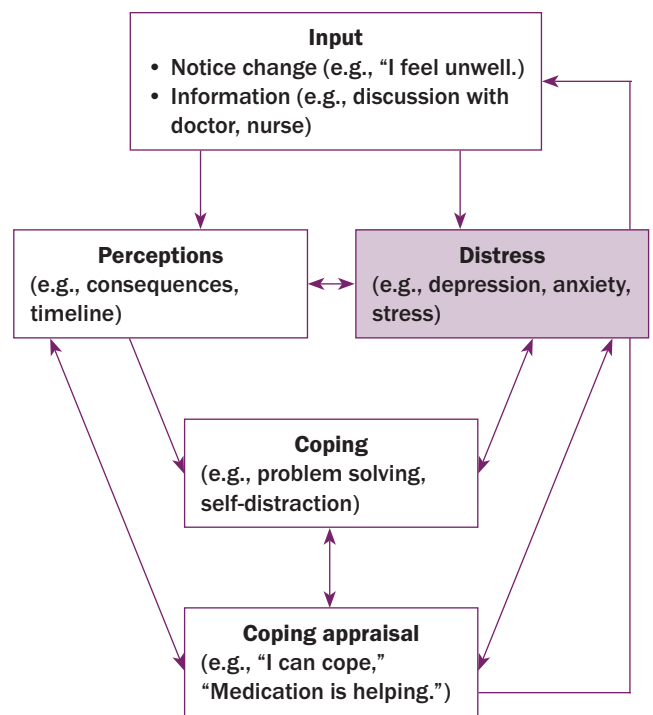 Input
• Notice change (e.g., “I feel unwell.)
• Information (e.g., discussion with
doctor, nurse)
Perceptions
(e.g., consequences,
timeline)
Distress
(e.g., depression, anxiety,
stress)
Coping
(e.g., problem solving,
self-distraction)
Coping appraisal
(e.g., “I can cope,”
“Medication is helping.”)